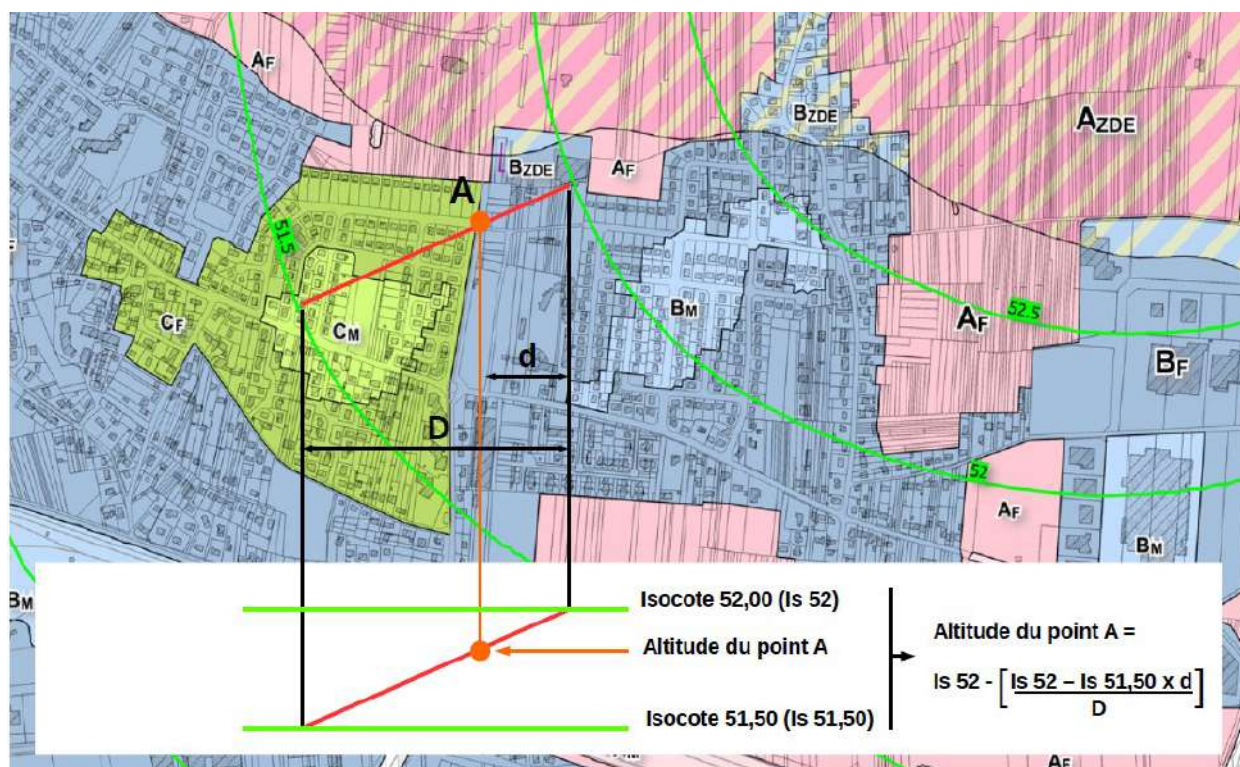 AF
BZDE
AZDE
BZDE
AF
A
51.5
CF
CM
BM
AF
52.5
BF
d
D
52
AF
BM
BM
Isocote 52,00 (Is 52)
Altitude du point A
Isocote 51,50 (Is 51,50)
Altitude du point A =
Is 52 - [ Is 52 – Is 51,50 x d ]
D
AF